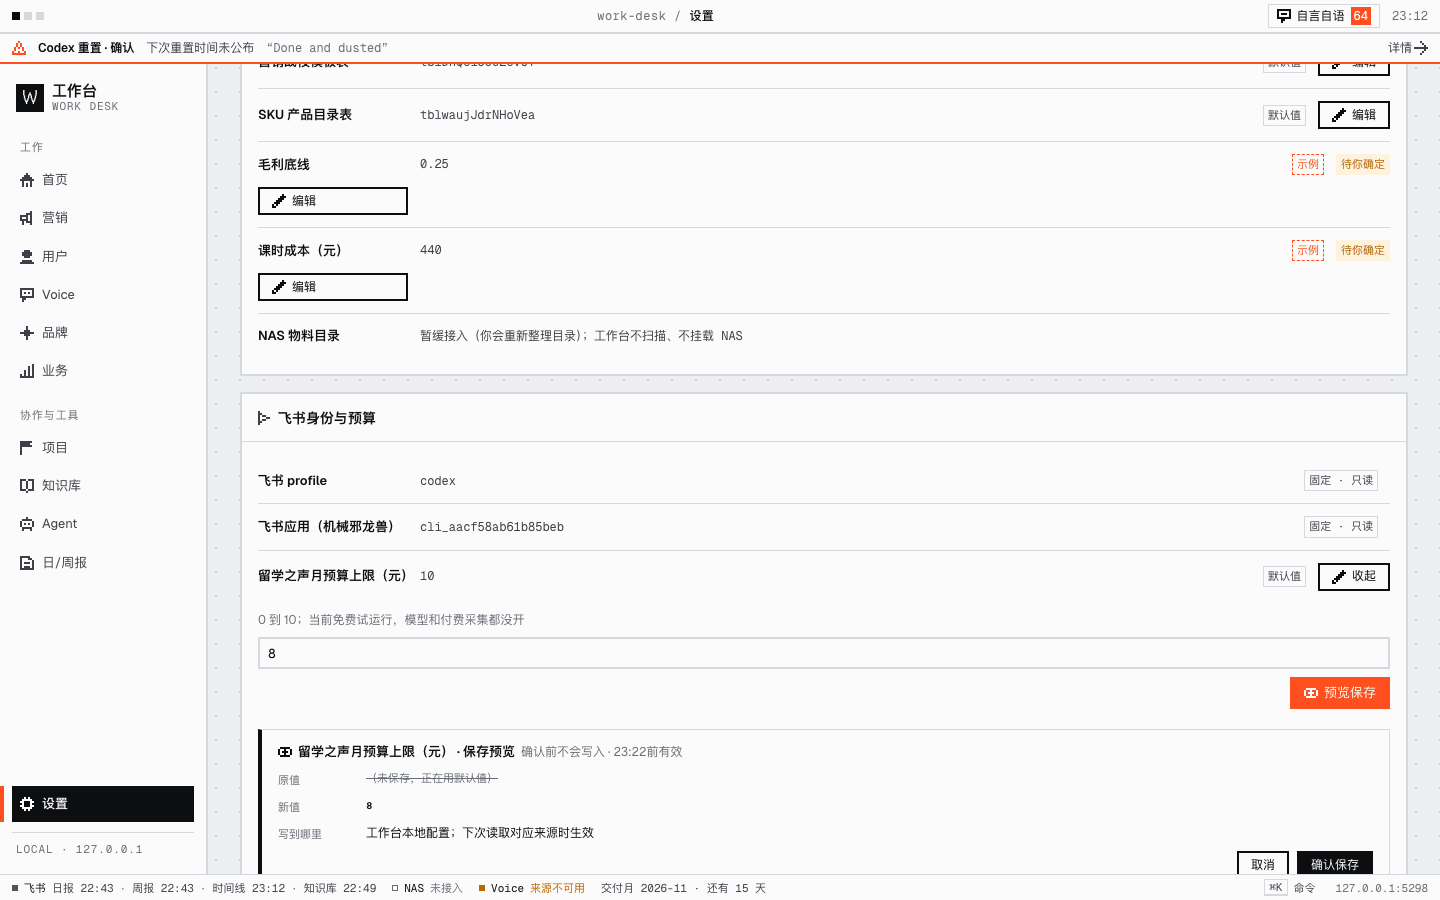 work-desk / 设置
自言自语 64
23:12
Codex 重置·确认 下次重置时间未公布 “Done and dusted”
详情
W 工作台
WORK DESK
工作
首页
营销
用户
Voice
品牌
业务
协作与工具
项目
知识库
Agent
日/周报
设置
LOCAL · 127.0.0.1
SKU 产品目录表 tblwaujJdrNHoVea 默认值 编辑
毛利底线 0.25 示例 待你确定
编辑
课时成本（元） 440 示例 待你确定
编辑
NAS 物料目录 暂缓接入（你会重新整理目录）；工作台不扫描、不挂载 NAS
飞书身份与预算
飞书 profile codex 固定 · 只读
飞书应用（机械邪龙兽） cli_aacf58ab61b85beb 固定 · 只读
留学之声月预算上限（元） 10 默认值 收起
0 到 10；当前免费试运行，模型和付费采集都没开
8
预览保存
留学之声月预算上限（元）·保存预览 确认前不会写入·23:22前有效
原值 （未保存，正在用默认值）
新值 8
写到哪里 工作台本地配置；下次读取对应来源时生效
取消 确认保存
飞书 日报 22:43 · 周报 22:43 · 时间线 23:12 · 知识库 22:49 NAS 未接入 Voice 来源不可用 交付月 2026-11 · 还有 15 天
⌘K 命令 127.0.0.1:5298